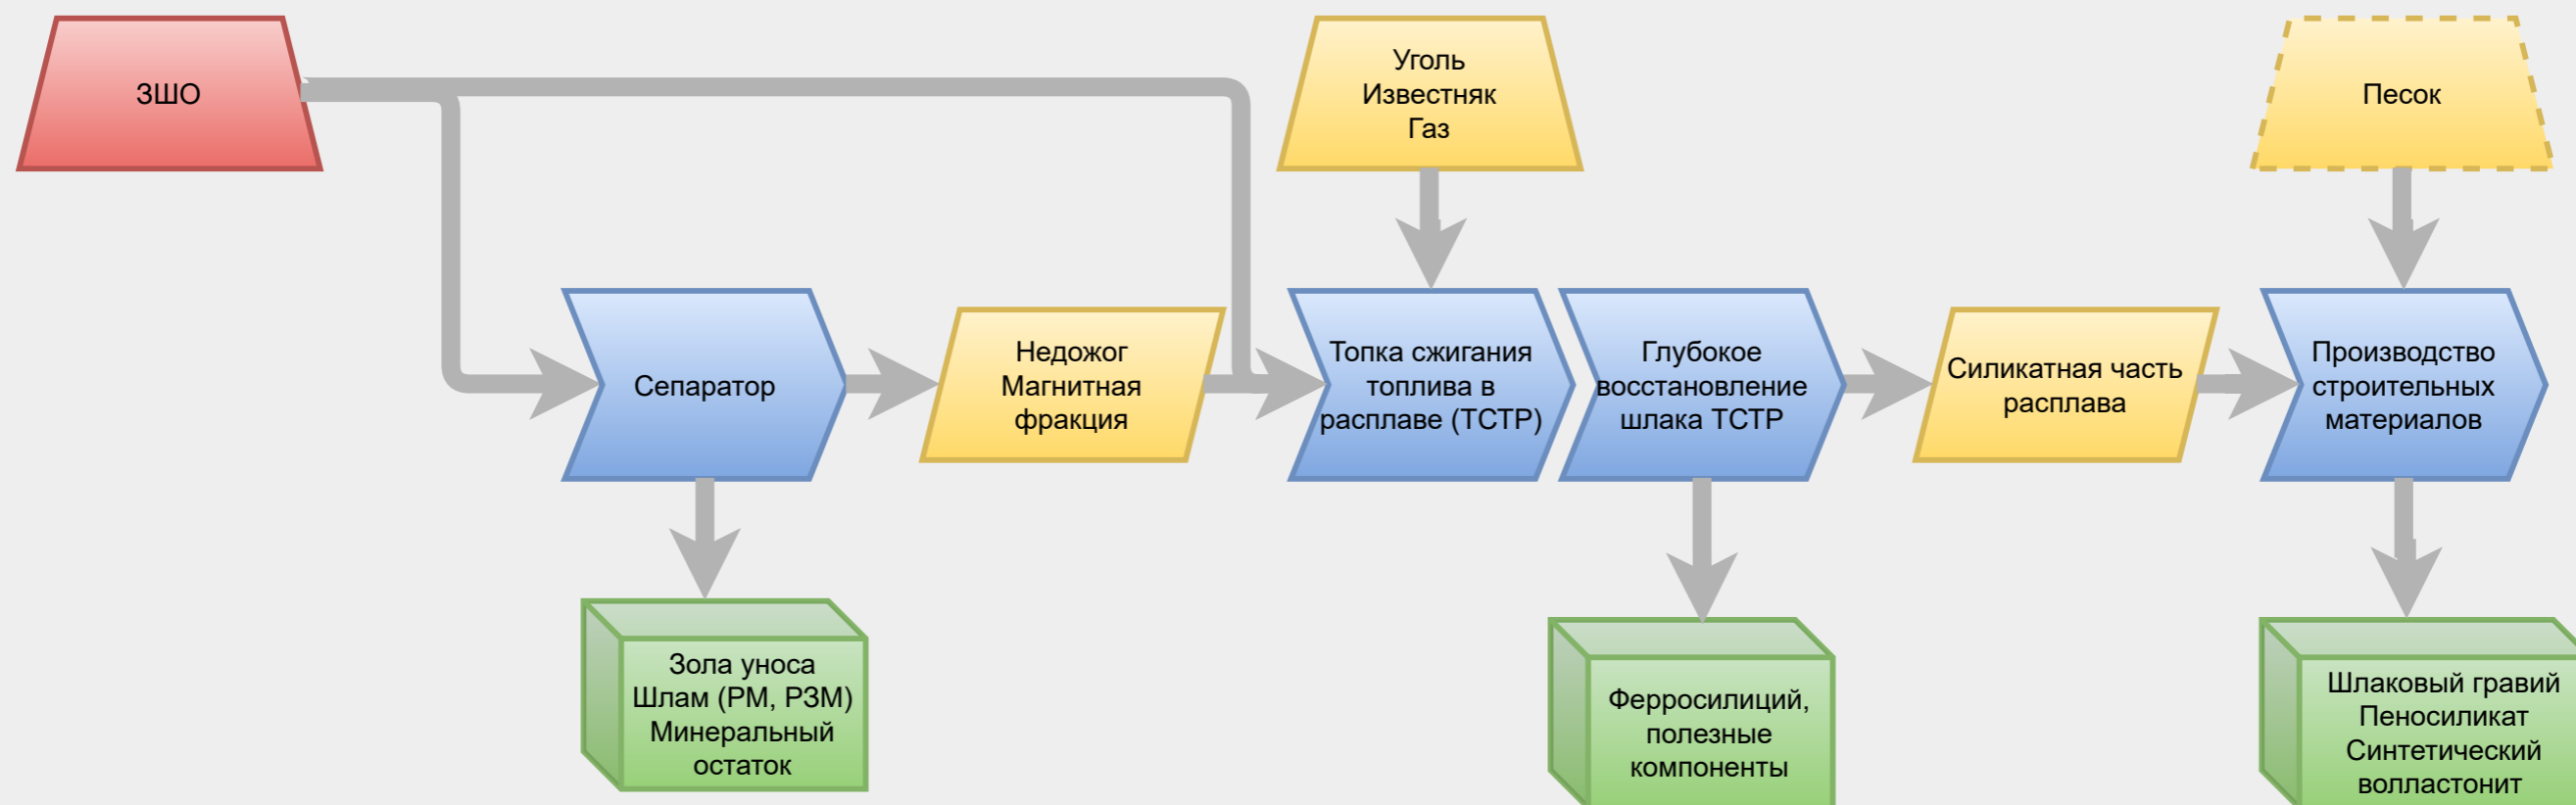 ЗШО
Уголь
Известняк
Газ
Песок
Сепаратор
Недожог
Магнитная
фракция
Топка сжигания
топлива в
расплаве (ТСТР)
Глубокое
восстановление
шлака ТСТР
Силикатная часть
расплава
Производство
строительных
материалов
Зола уноса
Шлам (РМ, РЗМ)
Минеральный
остаток
Ферросилиций,
полезные
компоненты
Шлаковый гравий
Пеносиликат
Синтетический
волластонит